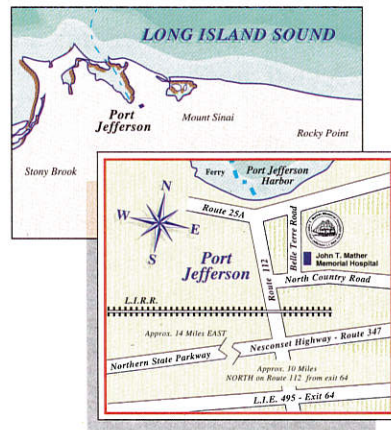 LONG ISLAND SOUND
Port
Jefferson
Mount Sinai
Rocky Point
Stony Brook
Ferry
Port Jefferson
Harbor
N
W
E
S
Route 25A
Belle Terre Road
John T. Mather
Memorial Hospital
Port
Jefferson
Route 112
North Country Road
L.I.R.R.
Approx. 14 Miles EAST
Nesconset Highway - Route 347
Northern State Parkway
Approx. 10 Miles
NORTH on Route 112 from exit 64
L.I.E. 495 - Exit 64